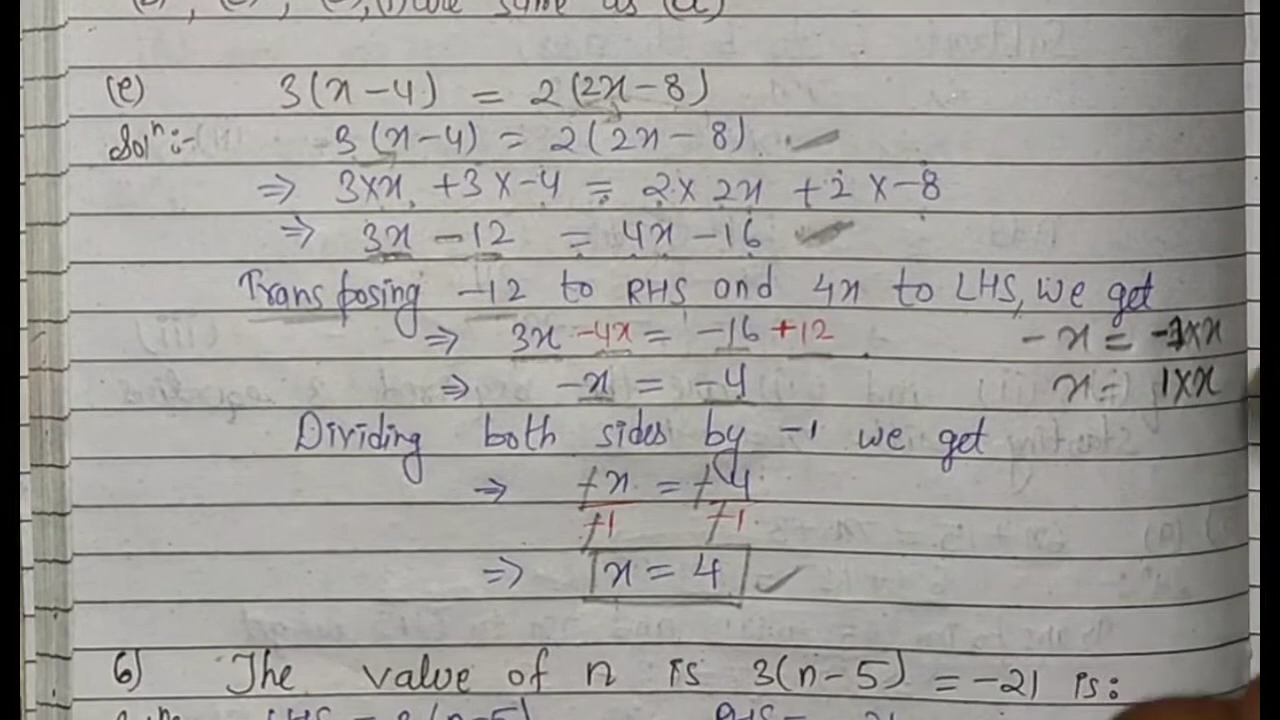 (e) 3(x-4) = 2(2x-8)
Solⁿ:- 3(x-4) = 2(2x-8)
⇒ 3×x +3×-4 = 2×2x +2×-8
⇒ 3x -12 = 4x -16
Transposing -12 to RHS and 4x to LHS, we get
⇒ 3x -4x = -16 +12 -x = -1×x
⇒ -x = -4 x = 1×x
Dividing both sides by -1 we get
⇒ -x/-1 = -4/-1
⇒ x = 4
6) The value of n is 3(n-5) = -21 is: